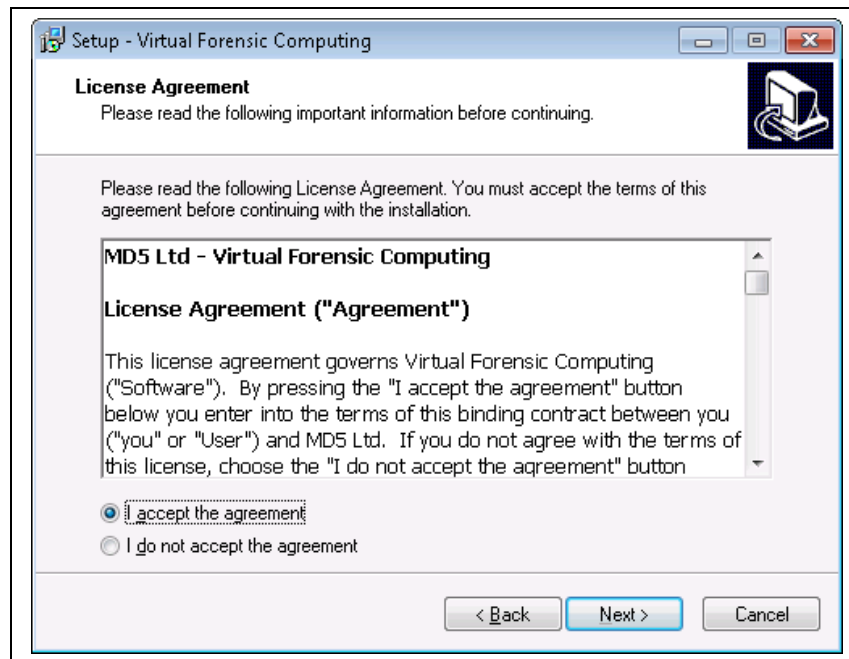 Setup - Virtual Forensic Computing
License Agreement
Please read the following important information before continuing.
Please read the following License Agreement. You must accept the terms of this
agreement before continuing with the installation.
MD5 Ltd - Virtual Forensic Computing
License Agreement ("Agreement")
This license agreement governs Virtual Forensic Computing
("Software").  By pressing the "I accept the agreement" button
below you enter into the terms of this binding contract between you
("you" or "User") and MD5 Ltd.  If you do not agree with the terms of
this license, choose the "I do not accept the agreement" button
I accept the agreement
I do not accept the agreement
< Back
Next >
Cancel